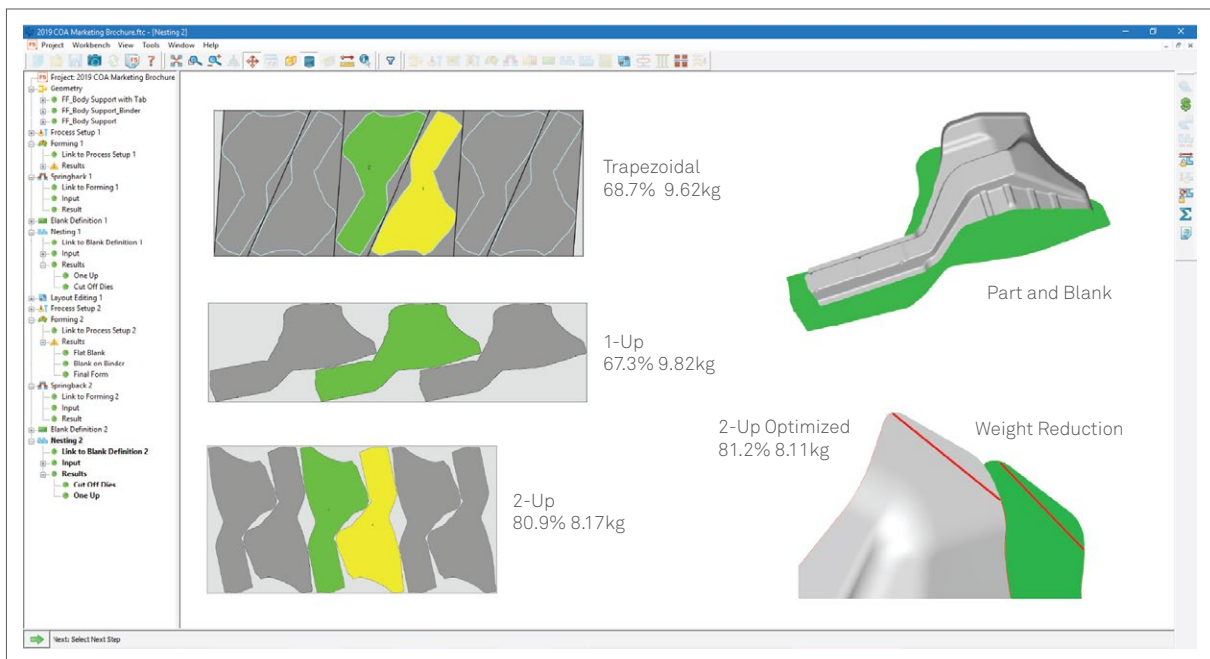 2019 COA Marketing Brochure.ftc - [Nesting 2]
Project Workbench View Tools Window Help
Project: 2019 COA Marketing Brochure
Geometry
FF_Body Support with Tab
FF_Body Support_Binder
FF_Body Support
Process Setup 1
Forming 1
Link to Process Setup 1
Results
Springback 1
Link to Forming 1
Input
Result
Blank Definition 1
Nesting 1
Link to Blank Definition 1
Input
Results
One Up
Cut Off Dies
Layout Editing 1
Process Setup 2
Forming 2
Link to Process Setup 2
Results
Flat Blank
Blank on Binder
Final Form
Springback 2
Link to Forming 2
Input
Result
Blank Definition 2
Nesting 2
Link to Blank Definition 2
Input
Results
Cut Off Dies
One Up
Trapezoidal
68.7% 9.62kg
1-Up
67.3% 9.82kg
2-Up
80.9% 8.17kg
Part and Blank
2-Up Optimized
81.2% 8.11kg
Weight Reduction
Next: Select Next Step